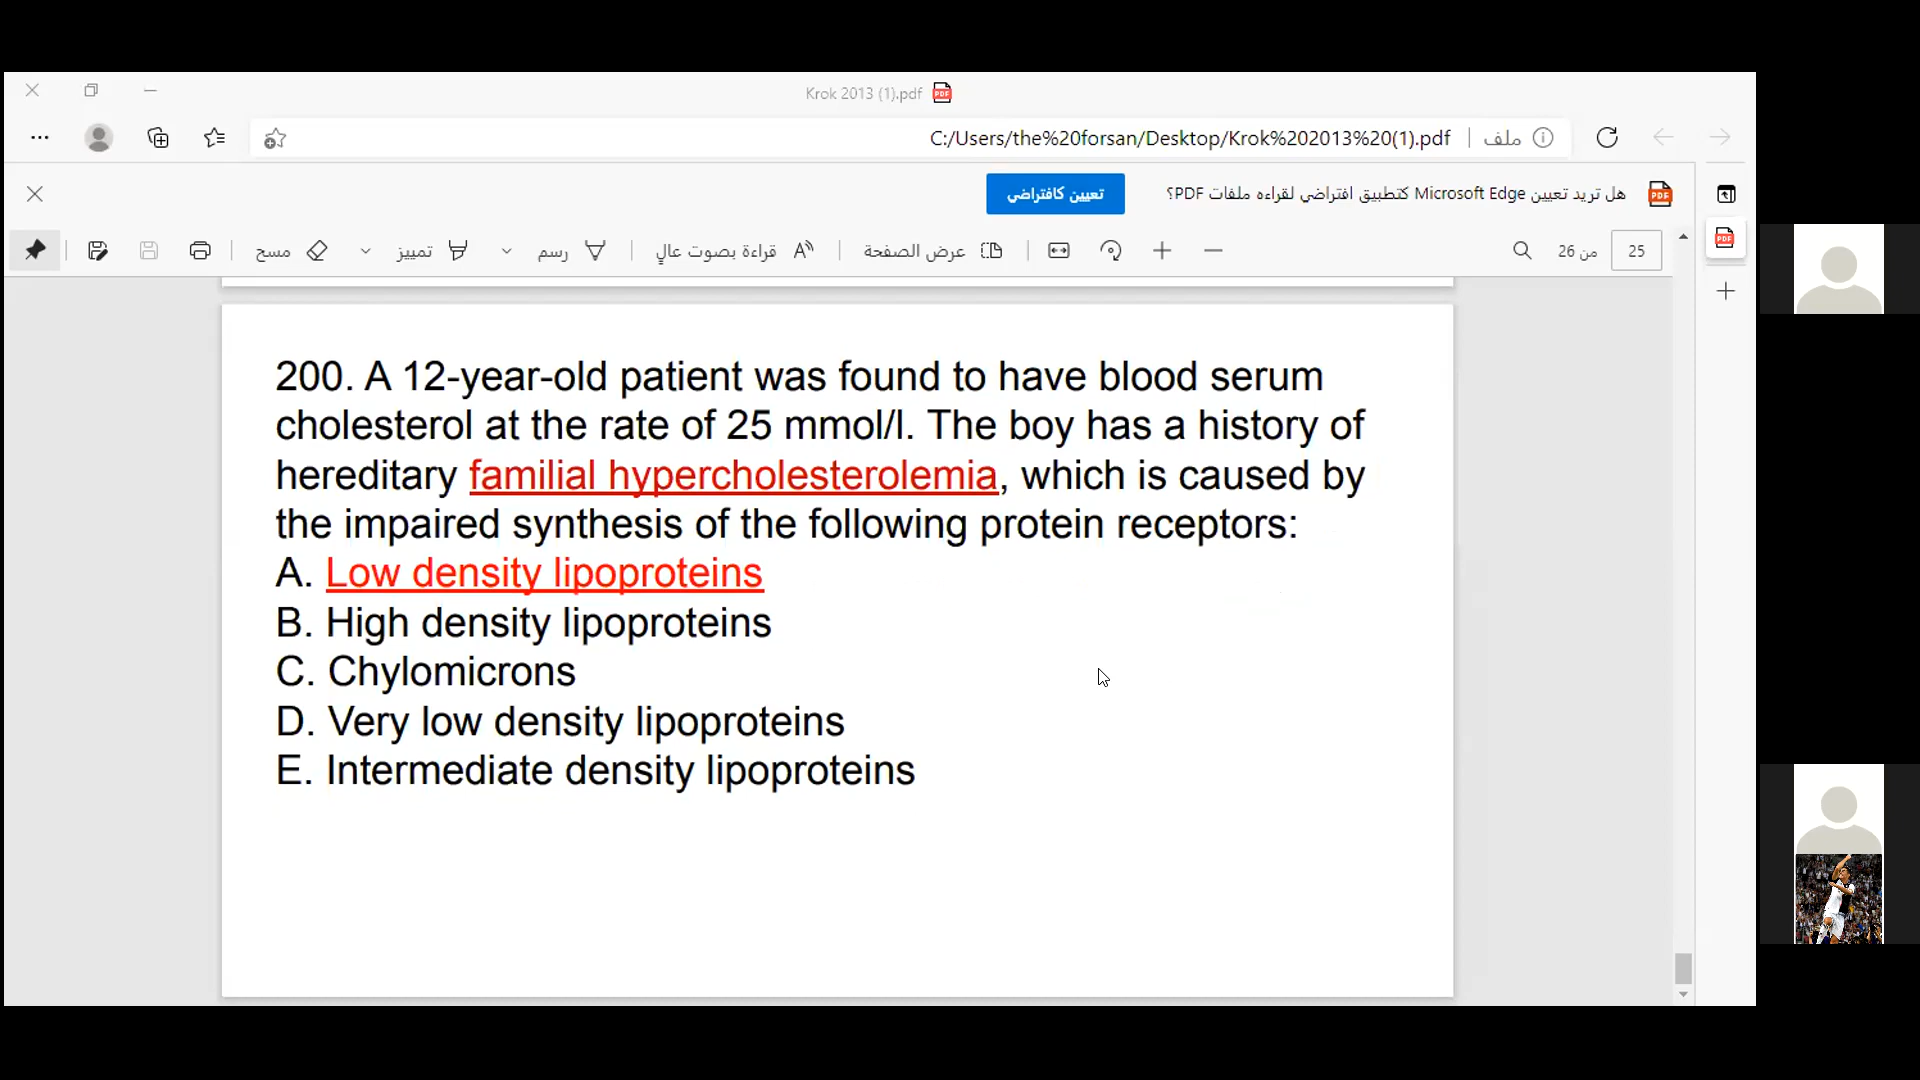 Krok 2013 (1).pdf
C:/Users/the%20forsan/Desktop/Krok%202013%20(1).pdf
ملف
هل تريد تعيين Microsoft Edge كتطبيق افتراضي لقراءه ملفات PDF؟
تعيين كافتراضي
25
من 26
عرض الصفحة
قراءة بصوت عالٍ
رسم
تمييز
مسح
200. A 12-year-old patient was found to have blood serum
cholesterol at the rate of 25 mmol/l. The boy has a history of
hereditary familial hypercholesterolemia, which is caused by
the impaired synthesis of the following protein receptors:
A. Low density lipoproteins
B. High density lipoproteins
C. Chylomicrons
D. Very low density lipoproteins
E. Intermediate density lipoproteins